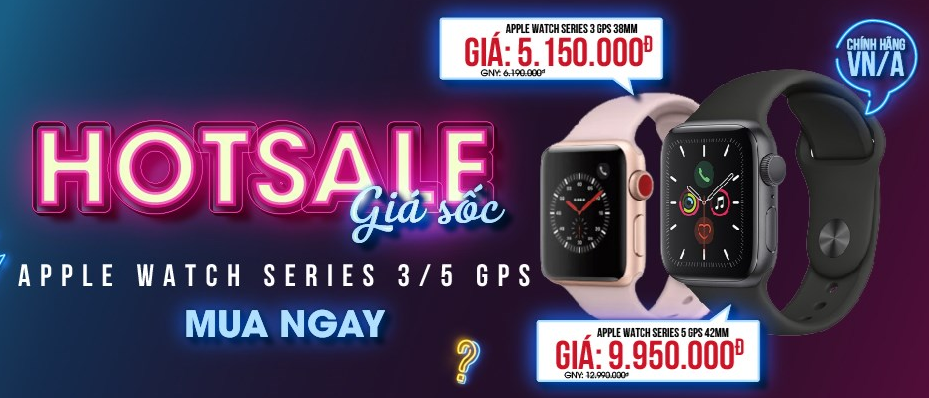 APPLE WATCH SERIES 3 GPS 38MM
GIÁ: 5.150.000Đ
GNY: 6.190.000đ
CHÍNH HÃNG
VN/A
HOTSALE
Giá sốc
APPLE WATCH SERIES 3/5 GPS
MUA NGAY
?
APPLE WATCH SERIES 5 GPS 42MM
GIÁ: 9.950.000Đ
GNY: 12.990.000đ